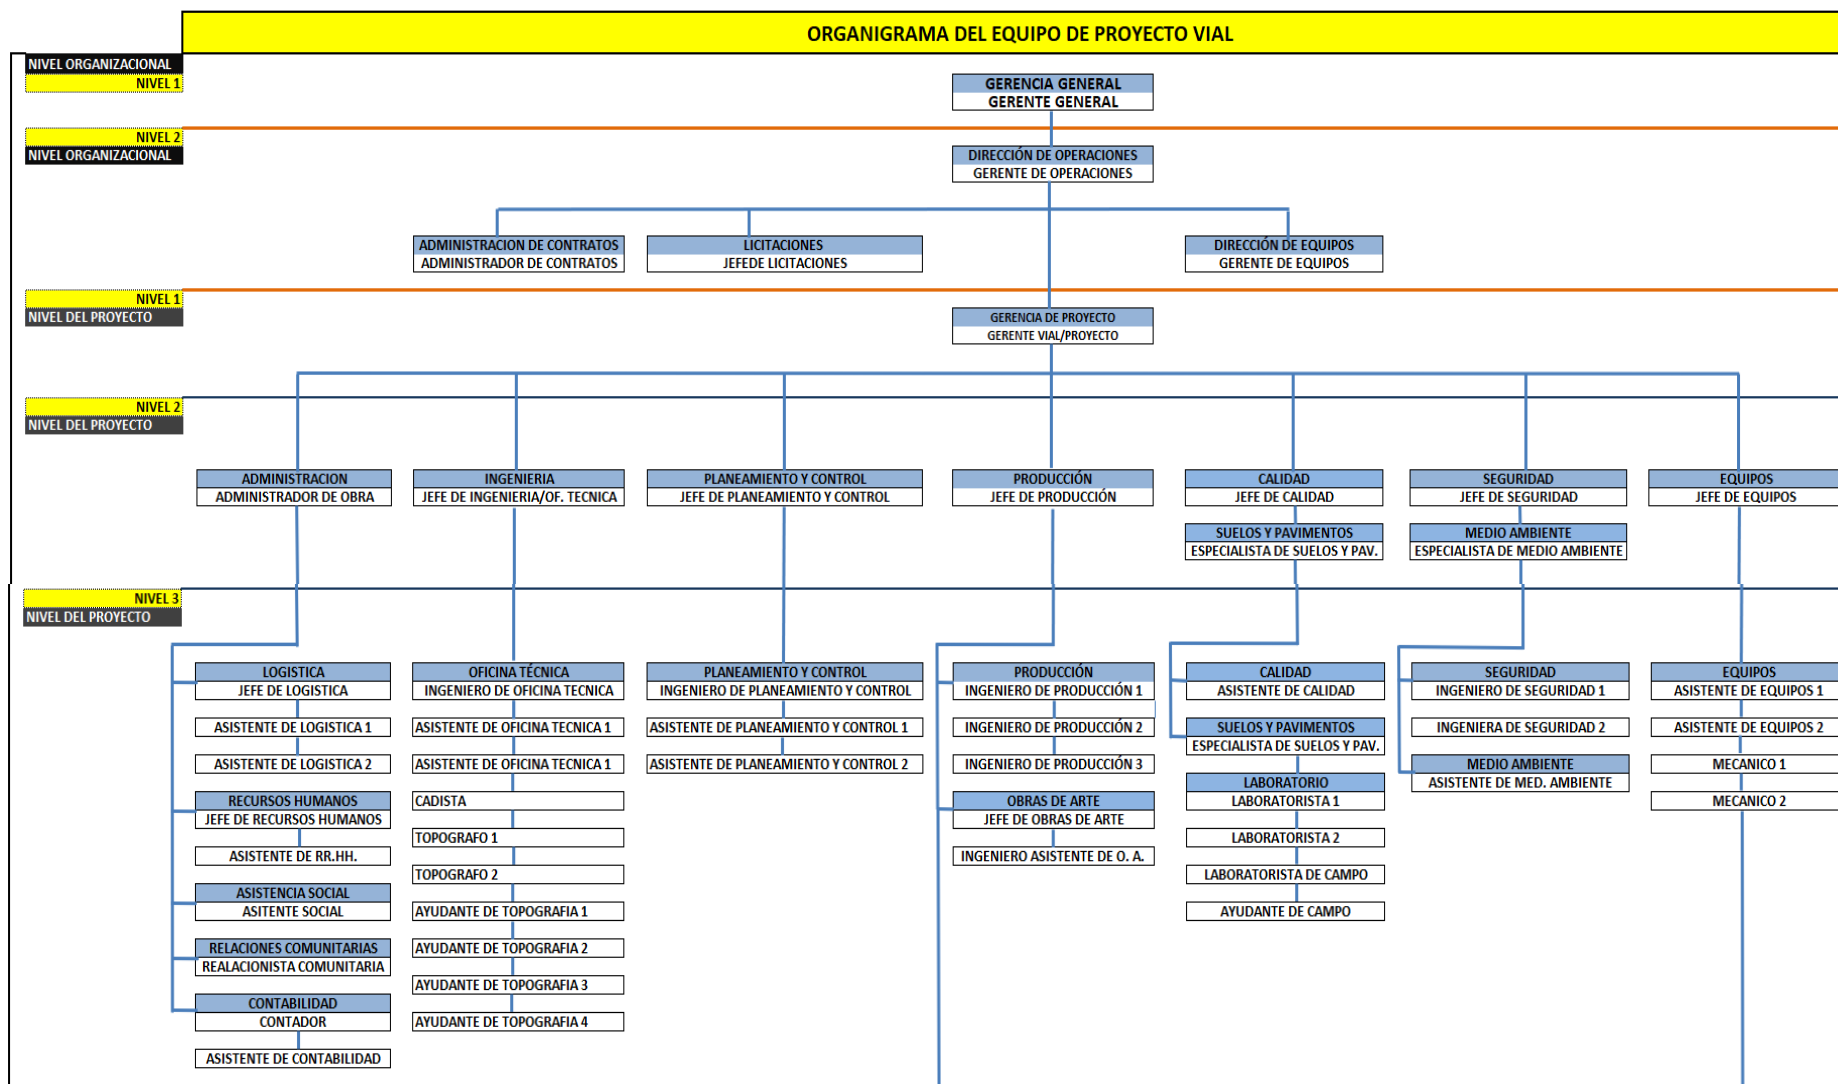 ORGANIGRAMA DEL EQUIPO DE PROYECTO VIAL
NIVEL ORGANIZACIONAL
NIVEL 1
GERENCIA GENERAL
GERENTE GENERAL
NIVEL 2
NIVEL ORGANIZACIONAL
DIRECCIÓN DE OPERACIONES
GERENTE DE OPERACIONES
ADMINISTRACION DE CONTRATOS
ADMINISTRADOR DE CONTRATOS
LICITACIONES
JEFEDE LICITACIONES
DIRECCIÓN DE EQUIPOS
GERENTE DE EQUIPOS
NIVEL 1
NIVEL DEL PROYECTO
GERENCIA DE PROYECTO
GERENTE VIAL/PROYECTO
NIVEL 2
NIVEL DEL PROYECTO
ADMINISTRACION
ADMINISTRADOR DE OBRA
INGENIERIA
JEFE DE INGENIERIA/OF. TECNICA
PLANEAMIENTO Y CONTROL
JEFE DE PLANEAMIENTO Y CONTROL
PRODUCCIÓN
JEFE DE PRODUCCIÓN
CALIDAD
JEFE DE CALIDAD
SUELOS Y PAVIMENTOS
ESPECIALISTA DE SUELOS Y PAV.
SEGURIDAD
JEFE DE SEGURIDAD
MEDIO AMBIENTE
ESPECIALISTA DE MEDIO AMBIENTE
EQUIPOS
JEFE DE EQUIPOS
NIVEL 3
NIVEL DEL PROYECTO
LOGISTICA
JEFE DE LOGISTICA
ASISTENTE DE LOGISTICA 1
ASISTENTE DE LOGISTICA 2
RECURSOS HUMANOS
JEFE DE RECURSOS HUMANOS
ASISTENTE DE RR.HH.
ASISTENCIA SOCIAL
ASITENTE SOCIAL
RELACIONES COMUNITARIAS
REALACIONISTA COMUNITARIA
CONTABILIDAD
CONTADOR
ASISTENTE DE CONTABILIDAD
OFICINA TÉCNICA
INGENIERO DE OFICINA TECNICA
ASISTENTE DE OFICINA TECNICA 1
ASISTENTE DE OFICINA TECNICA 1
CADISTA
TOPOGRAFO 1
TOPOGRAFO 2
AYUDANTE DE TOPOGRAFIA 1
AYUDANTE DE TOPOGRAFIA 2
AYUDANTE DE TOPOGRAFIA 3
AYUDANTE DE TOPOGRAFIA 4
PLANEAMIENTO Y CONTROL
INGENIERO DE PLANEAMIENTO Y CONTROL
ASISTENTE DE PLANEAMIENTO Y CONTROL 1
ASISTENTE DE PLANEAMIENTO Y CONTROL 2
PRODUCCIÓN
INGENIERO DE PRODUCCIÓN 1
INGENIERO DE PRODUCCIÓN 2
INGENIERO DE PRODUCCIÓN 3
OBRAS DE ARTE
JEFE DE OBRAS DE ARTE
INGENIERO ASISTENTE DE O. A.
CALIDAD
ASISTENTE DE CALIDAD
SUELOS Y PAVIMENTOS
ESPECIALISTA DE SUELOS Y PAV.
LABORATORIO
LABORATORISTA 1
LABORATORISTA 2
LABORATORISTA DE CAMPO
AYUDANTE DE CAMPO
SEGURIDAD
INGENIERO DE SEGURIDAD 1
INGENIERA DE SEGURIDAD 2
MEDIO AMBIENTE
ASISTENTE DE MED. AMBIENTE
EQUIPOS
ASISTENTE DE EQUIPOS 1
ASISTENTE DE EQUIPOS 2
MECANICO 1
MECANICO 2